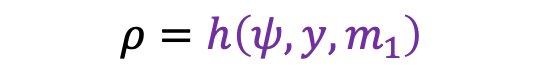 ρ = h(ψ, y, m₁)